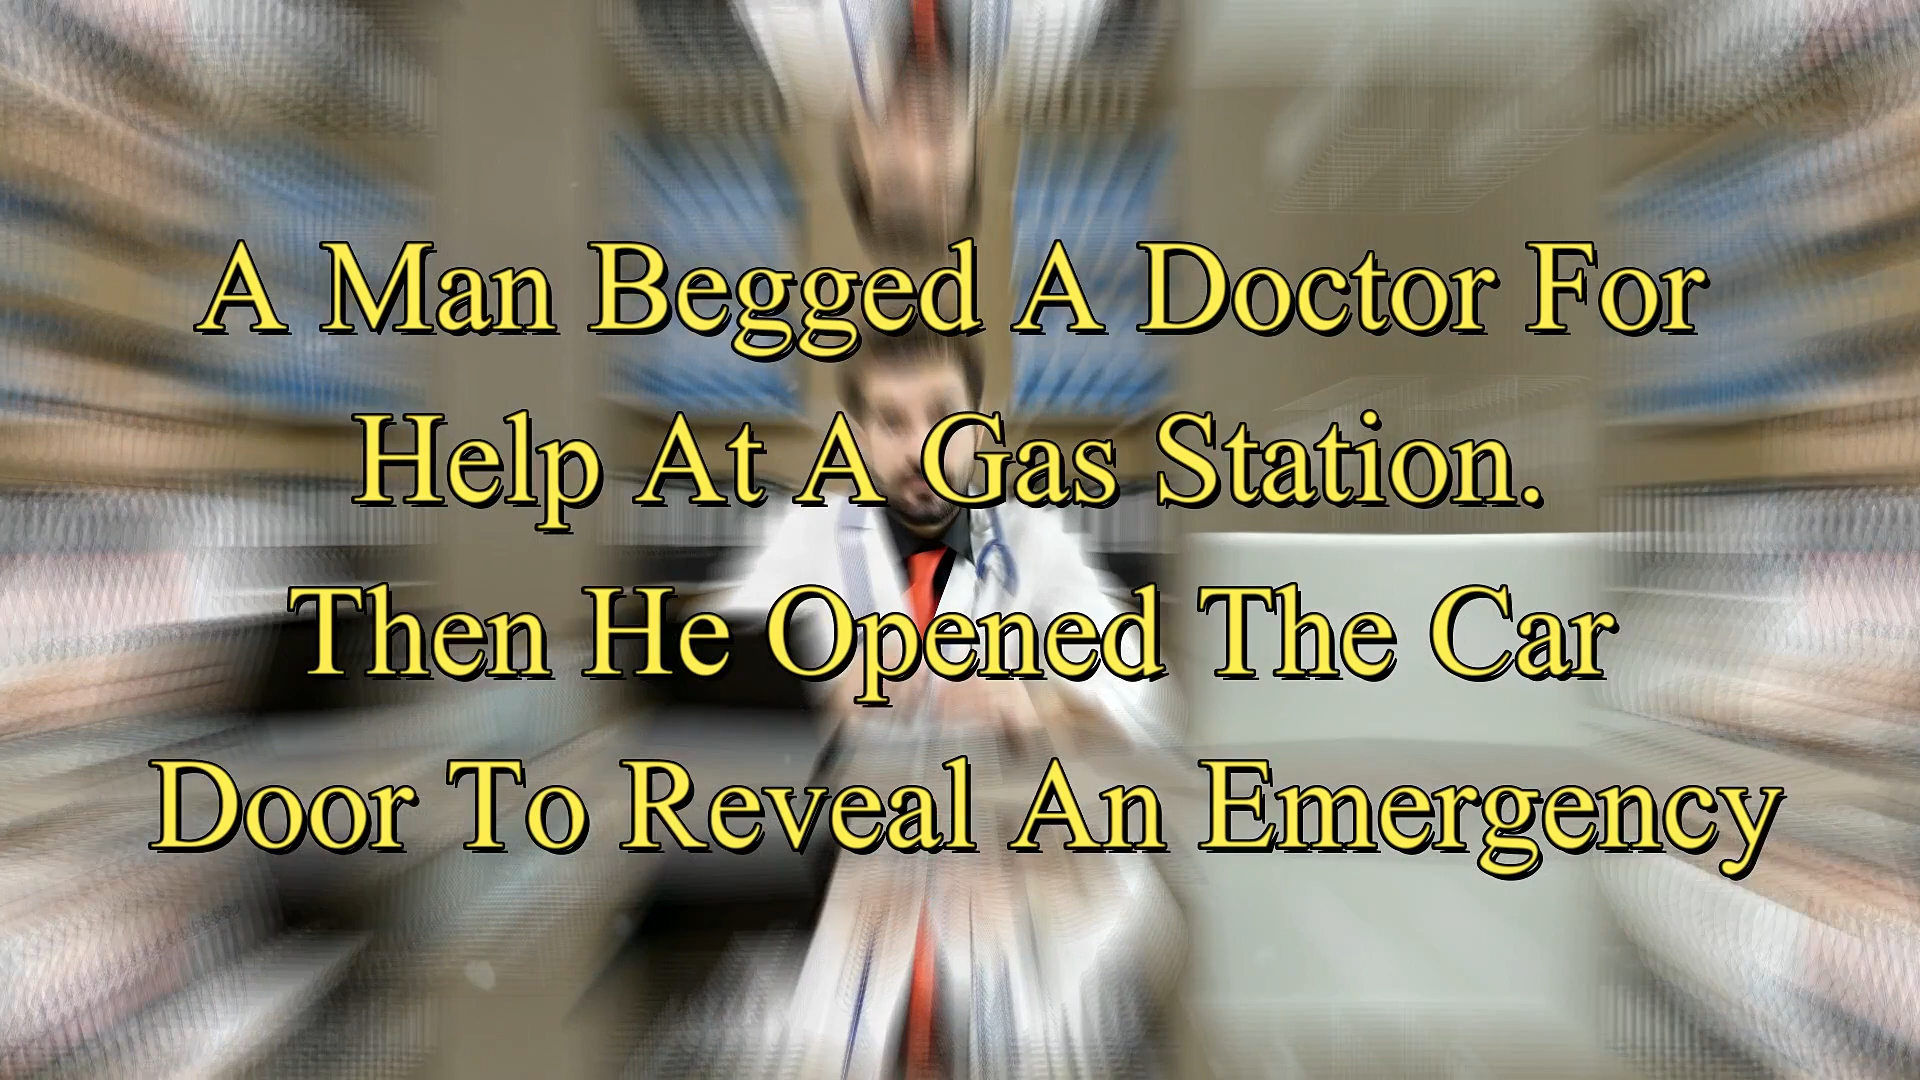 A Man Begged A Doctor For
Help At A Gas Station.
Then He Opened The Car
Door To Reveal An Emergency